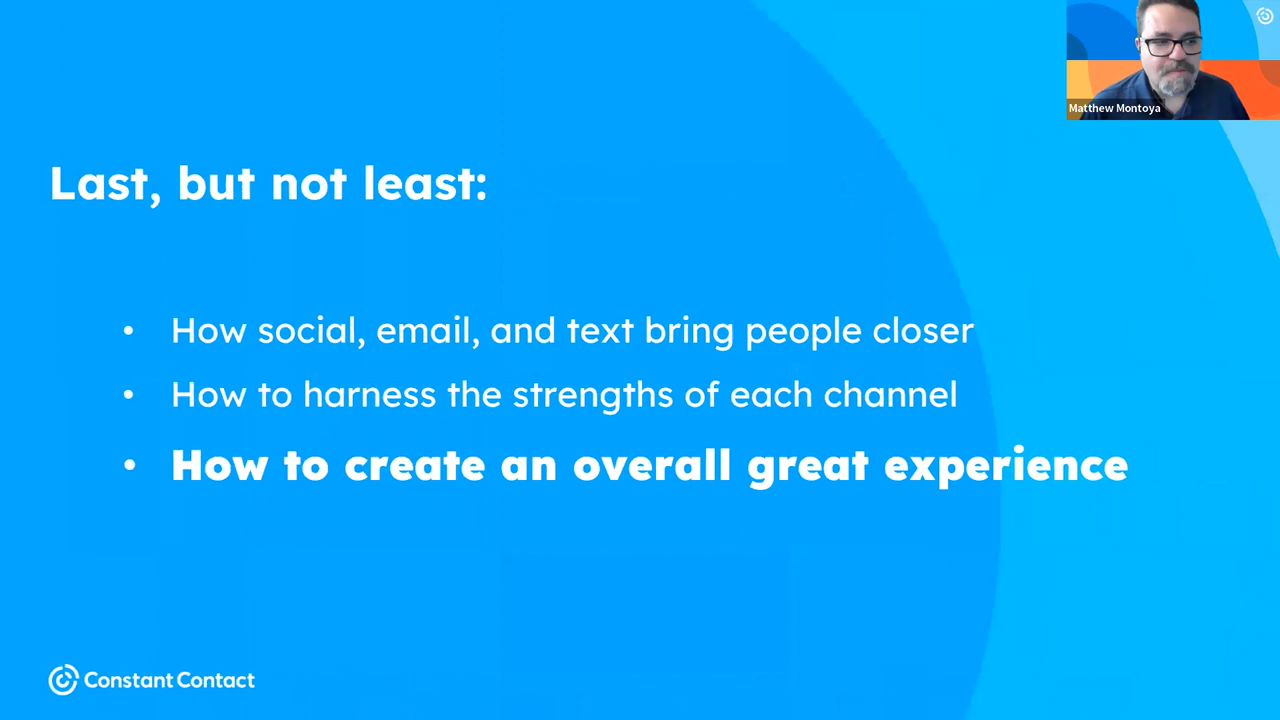 Matthew Montoya
Last, but not least:
• How social, email, and text bring people closer
• How to harness the strengths of each channel
• How to create an overall great experience
Constant Contact